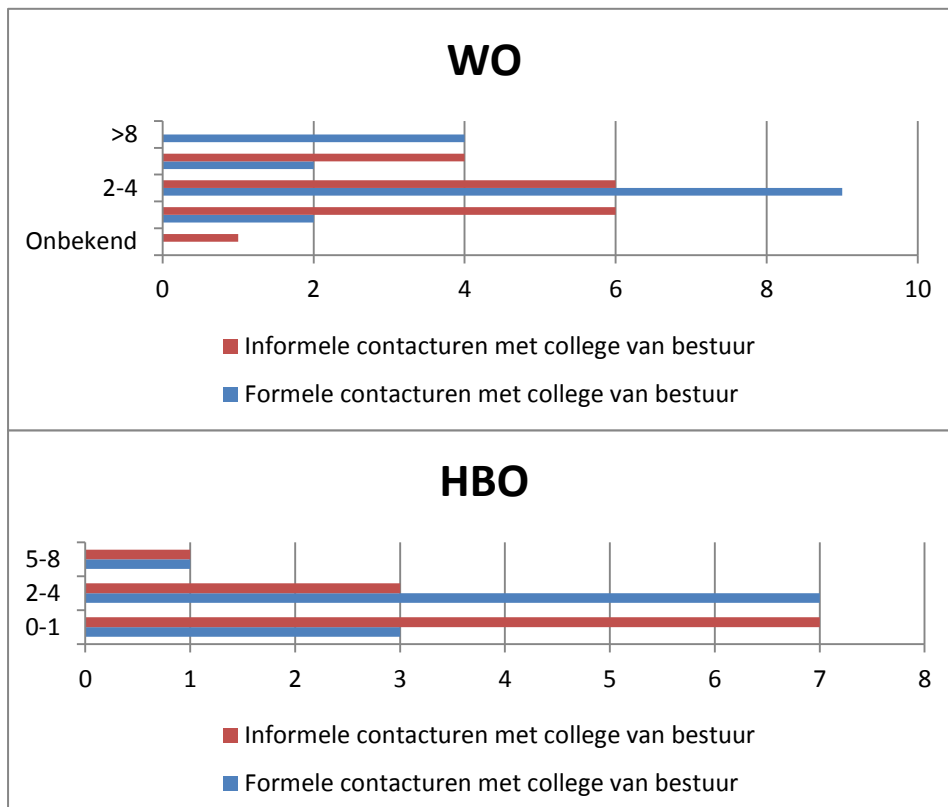 WO
>8
2-4
Onbekend
0 2 4 6 8 10
Informele contacturen met college van bestuur
Formele contacturen met college van bestuur
HBO
5-8
2-4
0-1
0 1 2 3 4 5 6 7 8
Informele contacturen met college van bestuur
Formele contacturen met college van bestuur